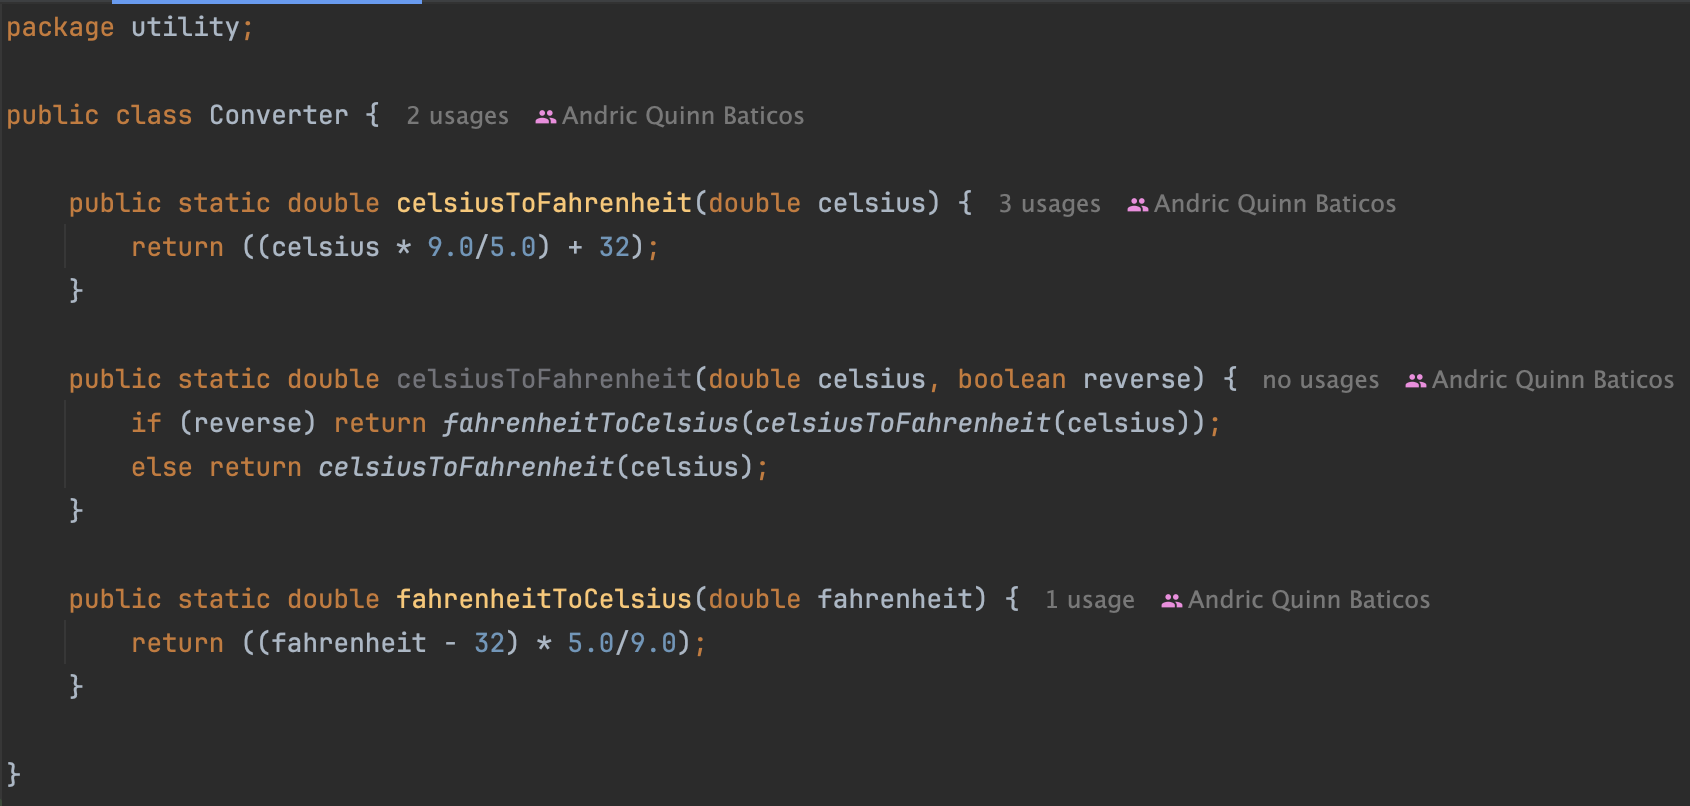 package utility;
public class Converter { 2 usages Andric Quinn Baticos
public static double celsiusToFahrenheit(double celsius) { 3 usages Andric Quinn Baticos
return ((celsius * 9.0/5.0) + 32);
}
public static double celsiusToFahrenheit(double celsius, boolean reverse) { no usages Andric Quinn Baticos
if (reverse) return fahrenheitToCelsius(celsiusToFahrenheit(celsius));
else return celsiusToFahrenheit(celsius);
}
public static double fahrenheitToCelsius(double fahrenheit) { 1 usage Andric Quinn Baticos
return ((fahrenheit - 32) * 5.0/9.0);
}
}